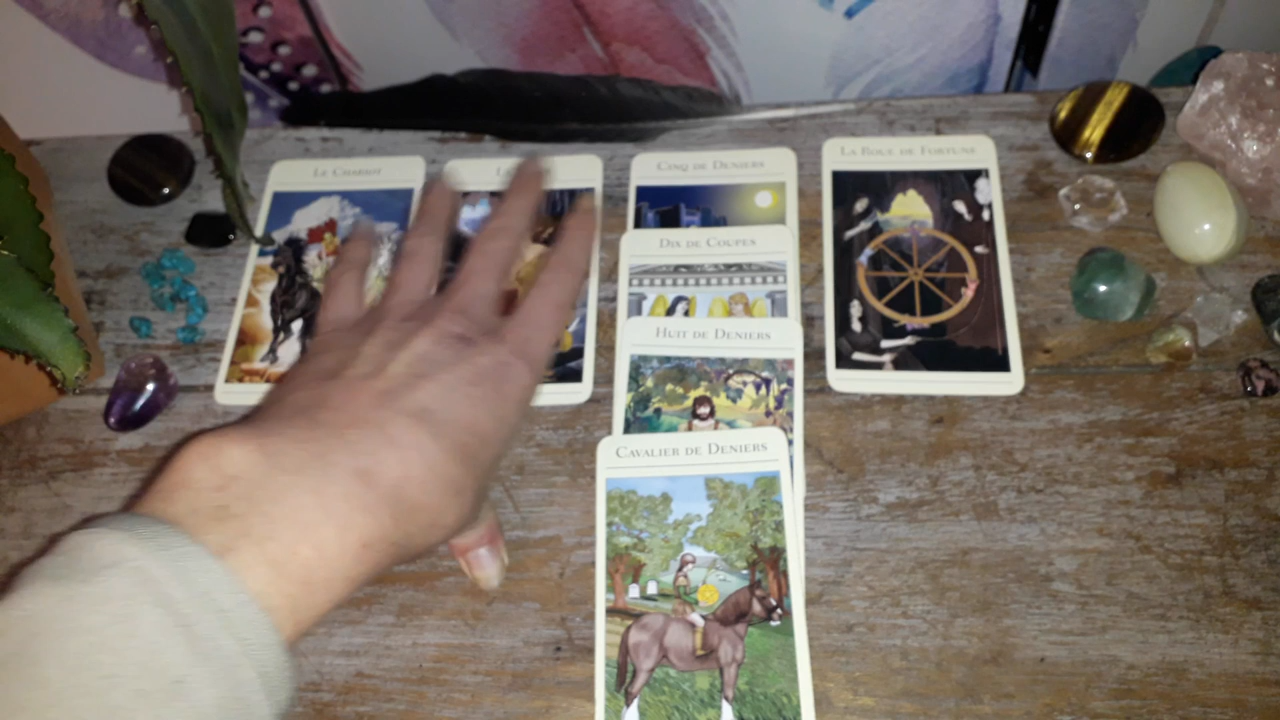 Le Chariot
Cinq de Deniers
La Roue de Fortune
Dix de Coupes
Huit de Deniers
Cavalier de Deniers